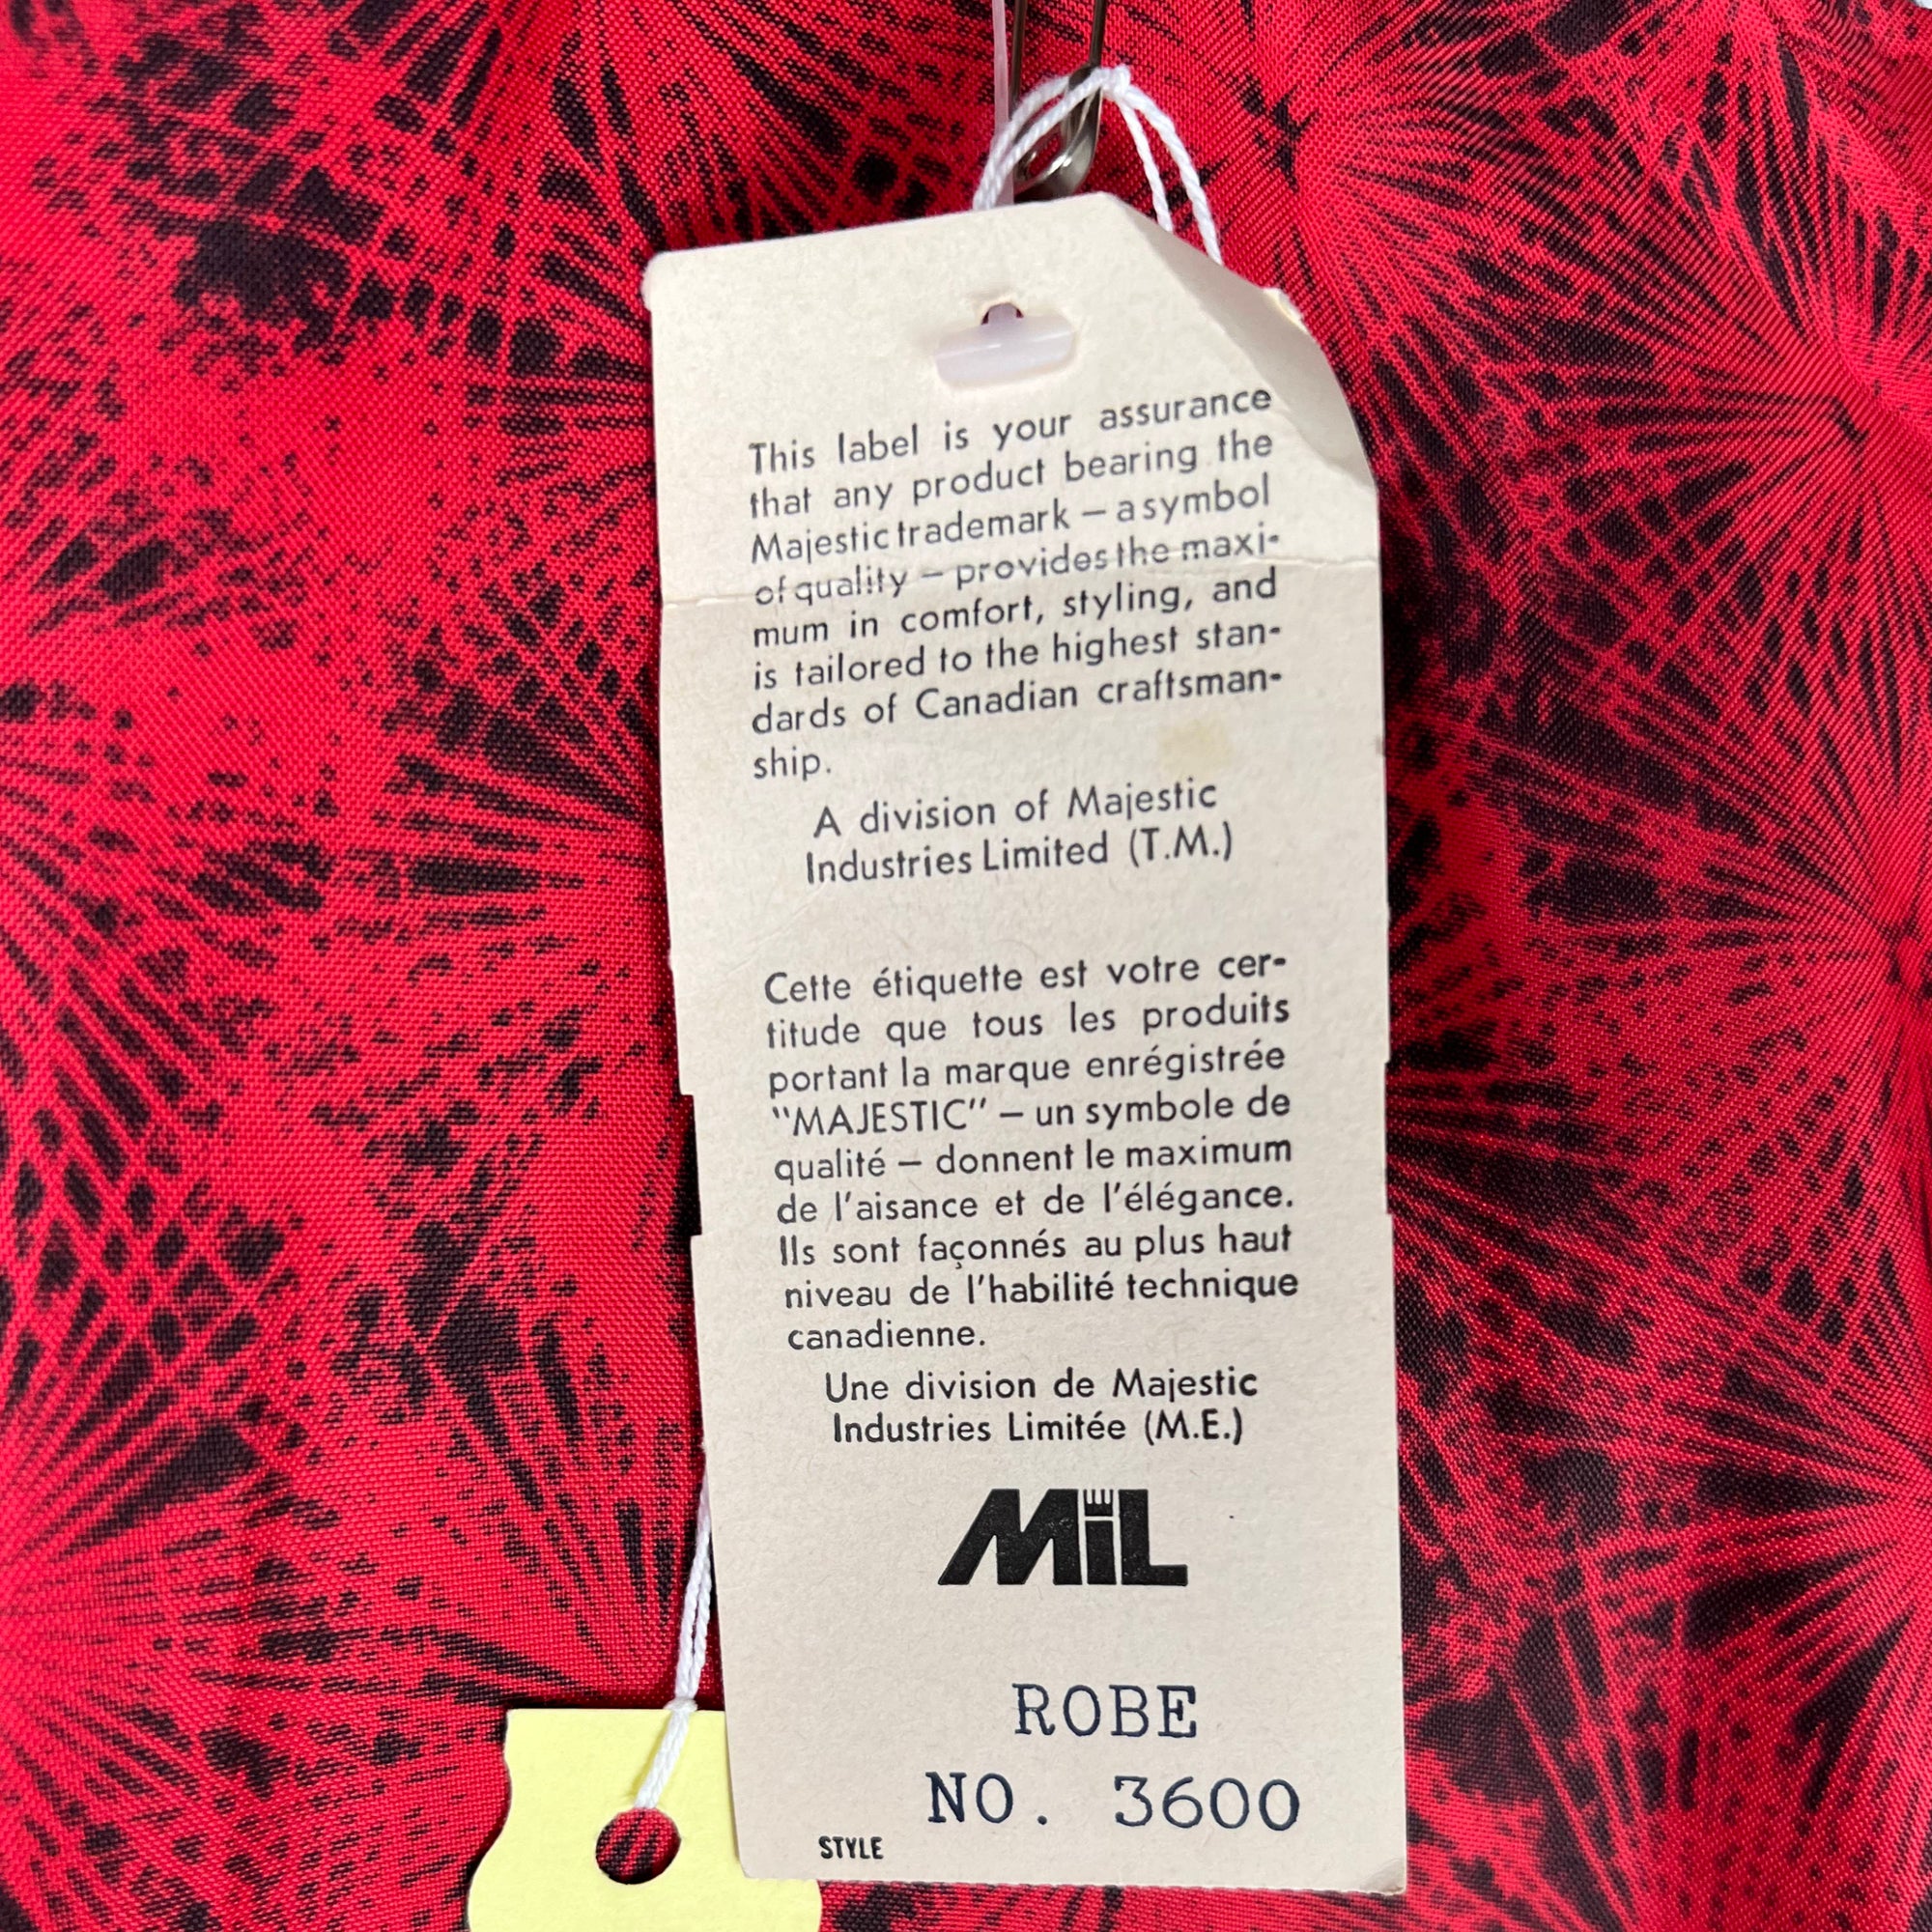 This label is your assurance
that any product bearing the
Majestic trademark – a symbol
of quality – provides the maxi-
mum in comfort, styling, and
is tailored to the highest stan-
dards of Canadian craftsman-
ship.
A division of Majestic
Industries Limited (T.M.)
Cette étiquette est votre cer-
titude que tous les produits
portant la marque enrégistrée
"MAJESTIC" – un symbole de
qualité – donnent le maximum
de l'aisance et de l'élégance.
Ils sont façonnés au plus haut
niveau de l'habilité technique
canadienne.
Une division de Majestic
Industries Limitée (M.E.)
MiL
ROBE
NO. 3600
STYLE